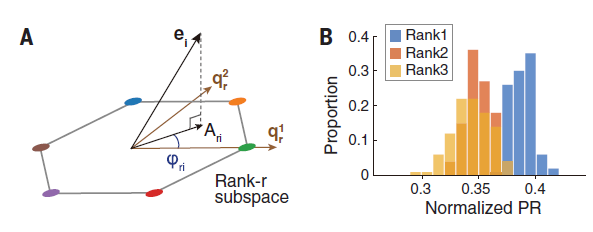 A
e_i
q_r^2
A_ri
q_r^1
φ_ri
Rank-r
subspace
B
Proportion
0.4
0.3
0.2
0.1
0
Rank1
Rank2
Rank3
0.3 0.35 0.4
Normalized PR